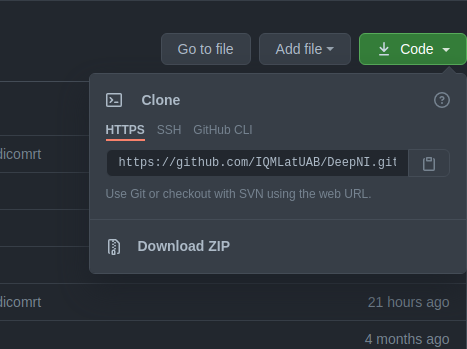 Go to file Add file Code
Clone
dicomrt
HTTPS SSH GitHub CLI
https://github.com/IQMLatUAB/DeepNI.git
Use Git or checkout with SVN using the web URL.
Download ZIP
dicomrt 21 hours ago
4 months ago